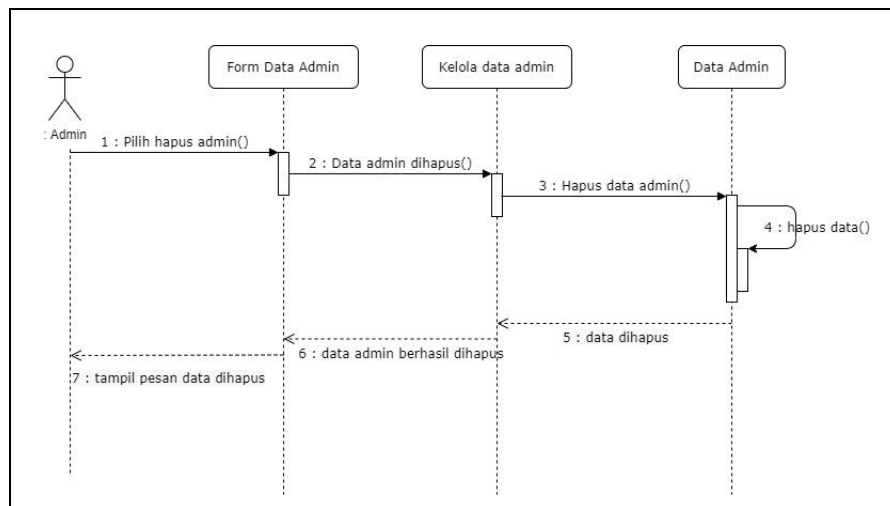 Form Data Admin
Kelola data admin
Data Admin
: Admin
1 : Pilih hapus admin()
2 : Data admin dihapus()
3 : Hapus data admin()
4 : hapus data()
5 : data dihapus
6 : data admin berhasil dihapus
7 : tampil pesan data dihapus